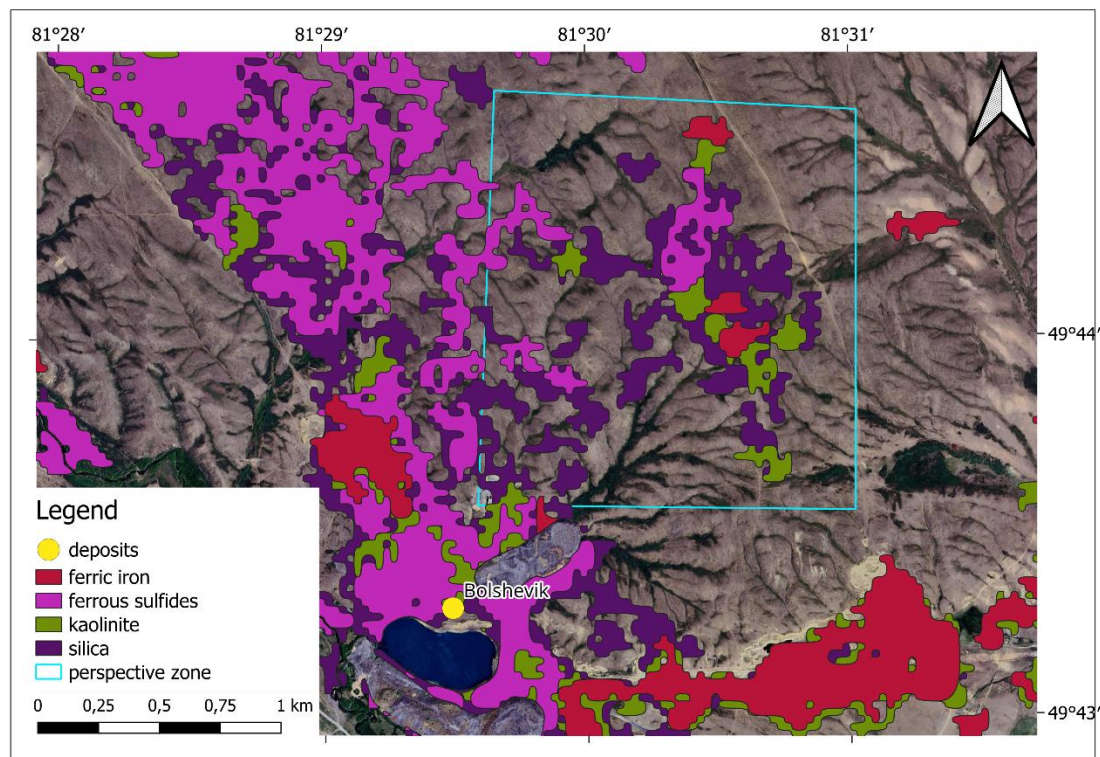 81°28' 81°29' 81°30' 81°31'
49°44'
Legend
deposits
ferric iron
ferrous sulfides
kaolinite
silica
perspective zone
0 0,25 0,5 0,75 1 km
Bolshevik
49°43'